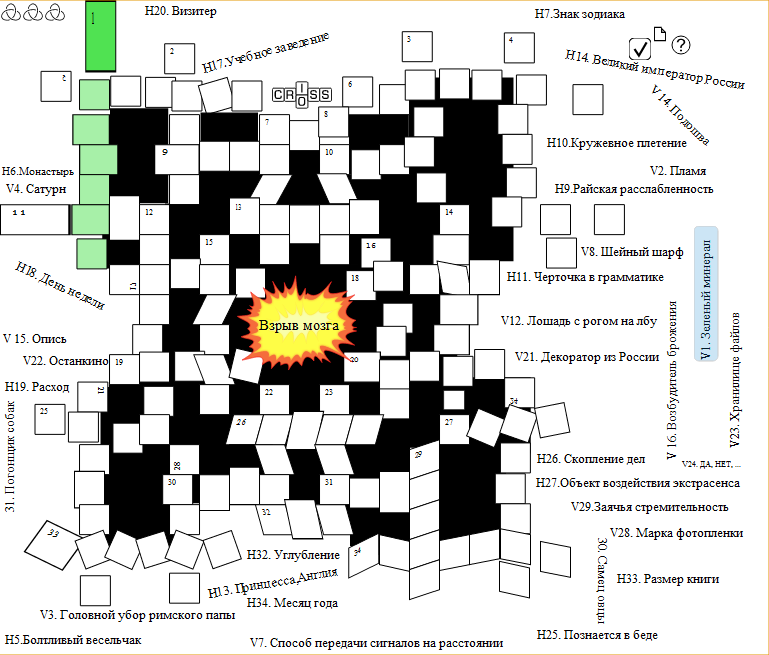 1
H20. Визитер
H7.Знак зодиака
2
H17.Учебное заведение
3
4
?
H14. Великий император России
5
6
CRISS
CROSS
V 14. Подошва
7
8
H10.Кружевное плетение
9
10
H6.Монастырь
V2. Пламя
V4. Сатурн
H9.Райская расслабленность
11
12
13
14
15
16
V8. Шейный шарф
H18. День недели
17
18
H11. Черточка в грамматике
V1. Зеленый минерал
Взрыв мозга
V12. Лошадь с рогом на лбу
V 15. Опись
V22. Останкино
19
20
V21. Декоратор из России
V 16. Возбудитель брожения
V23. Хранилище файлов
H19. Расход
21
22
23
24
25
26
27
31. Погонщик собак
28
29
H26. Скопление дел
V24. ДА, НЕТ, ...
30
31
H27.Объект воздействия экстрасенса
32
V29.Заячья стремительность
33
34
V28. Марка фотопленки
H32. Углубление
30. Самец овцы
H33. Размер книги
H13. Принцесса,Англия
H34. Месяц года
V3. Головной убор римского папы
H5.Болтливый весельчак
V7. Способ передачи сигналов на расстоянии
H25. Познается в беде